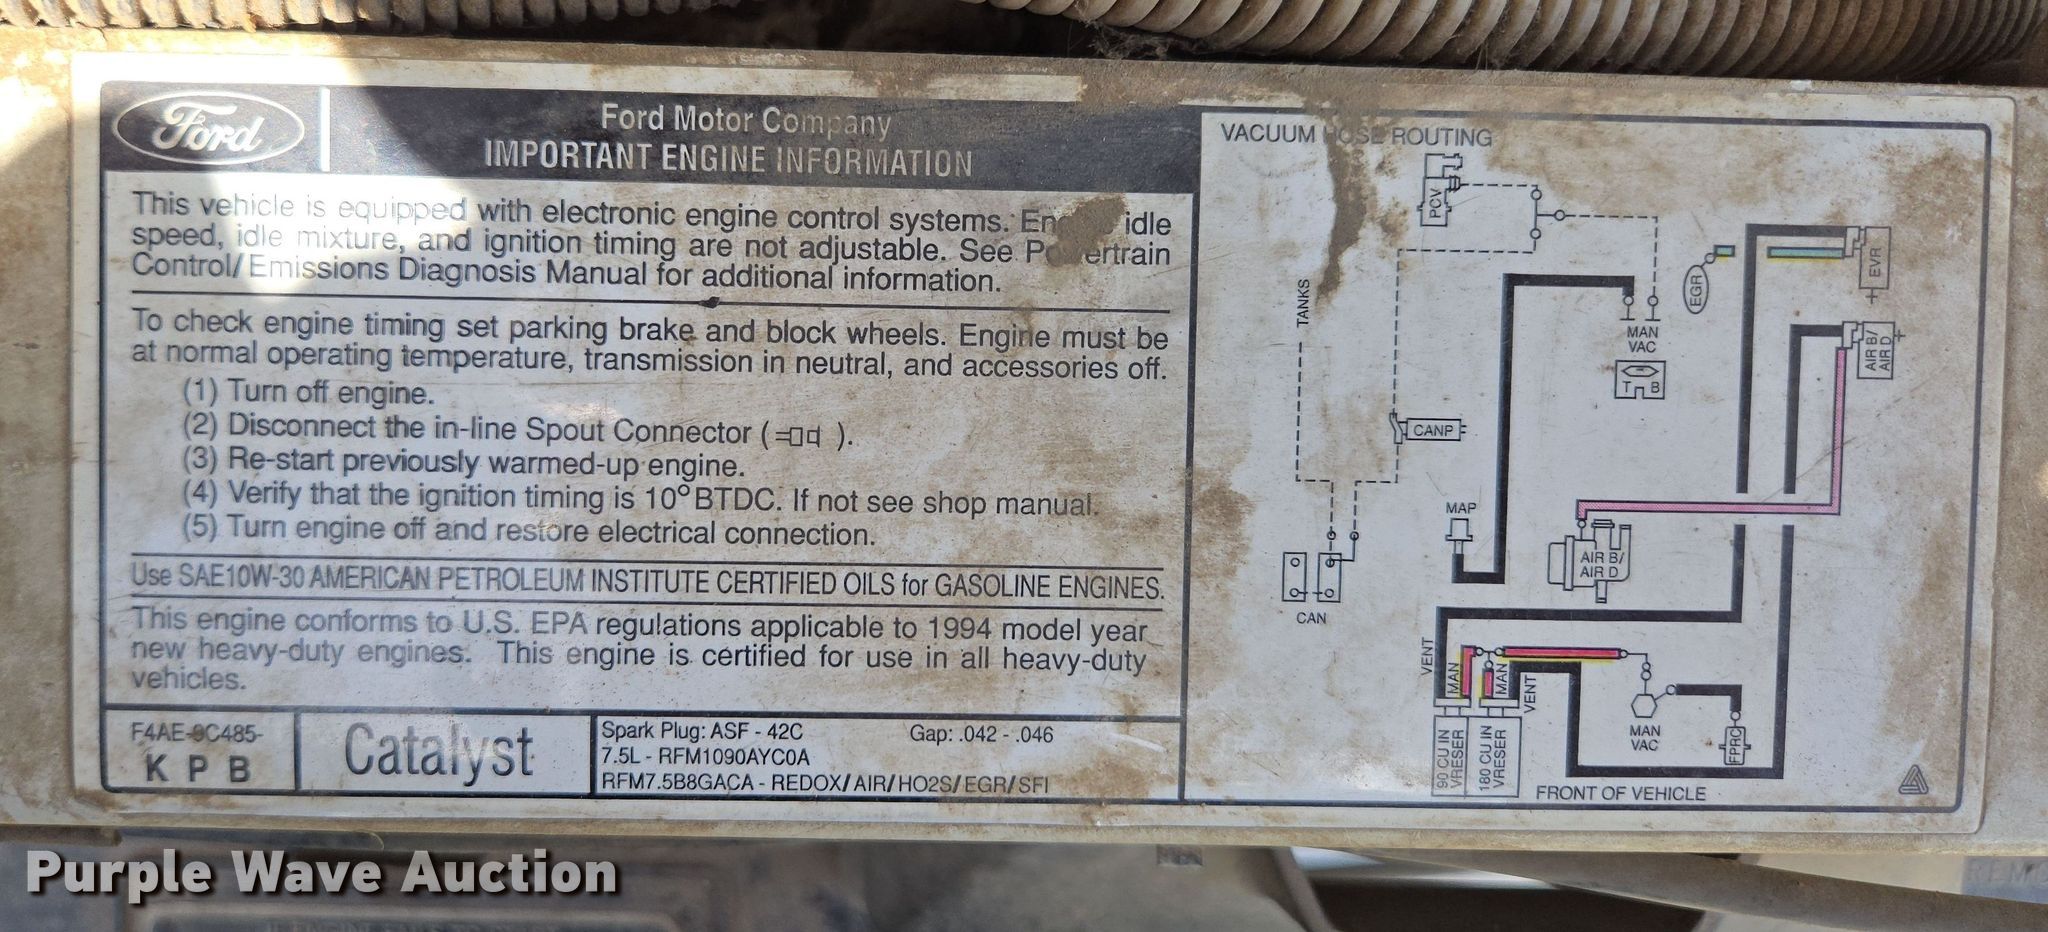 Ford
Ford Motor Company
IMPORTANT ENGINE INFORMATION
This vehicle is equipped with electronic engine control systems. idle
speed, idle mixture, and ignition timing are not adjustable. See
Control/Emissions Diagnosis Manual for additional information.
To check engine timing set parking brake and block wheels. Engine must be
at normal operating temperature, transmission in neutral, and accessories off.
(1) Turn off engine.
(2) Disconnect the in-line Spout Connector ( ).
(3) Re-start previously warmed-up engine.
(4) Verify that the ignition timing is 10° BTDC. If not see shop manual.
(5) Turn engine off and restore electrical connection.
Use SAE10W-30 AMERICAN PETROLEUM INSTITUTE CERTIFIED OILS for GASOLINE ENGINES.
This engine conforms to U.S. EPA regulations applicable to 1994 model year
new heavy-duty engines. This engine is certified for use in all heavy-duty
vehicles.
F4AE-9C485-
K P B
Catalyst
Spark Plug: ASF - 42C Gap: .042 - .046
7.5L - RFM1090AYC0A
RFM7.5B8GACA - REDOX/AIR/HO2S/EGR/SFI
VACUUM HOSE ROUTING
PCV
EVR
EGR
TANKS
MAN
VAC
AIR B/
AIR D
T B
CANP
MAP
AIR B/
AIR D
CAN
VENT
MAN
MAN
VENT
MAN
VAC
FPRC
90 CU IN
VRESER
180 CU IN
VRESER
FRONT OF VEHICLE
Purple Wave Auction